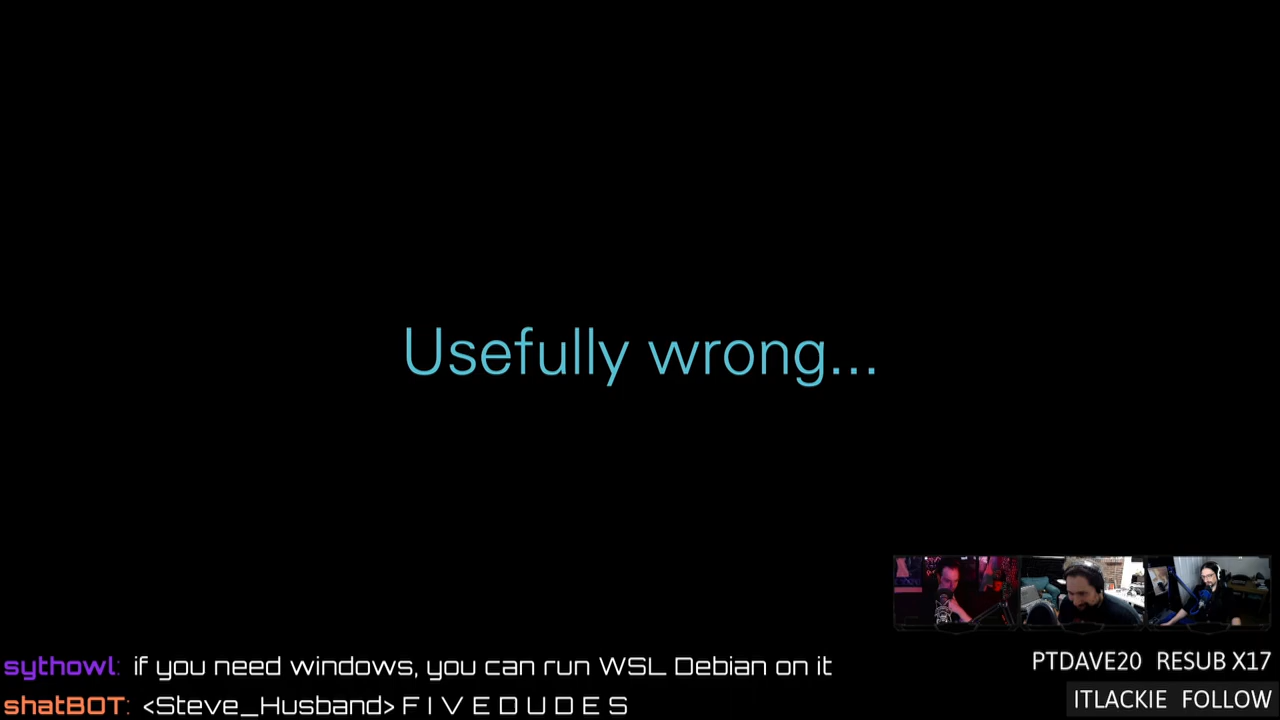 Usefully wrong...
sythowl: if you need windows, you can run WSL Debian on it
shatBOT: <Steve_Husband> F I V E D U D E S
PTDAVE20 RESUB X17
ITLACKIE FOLLOW